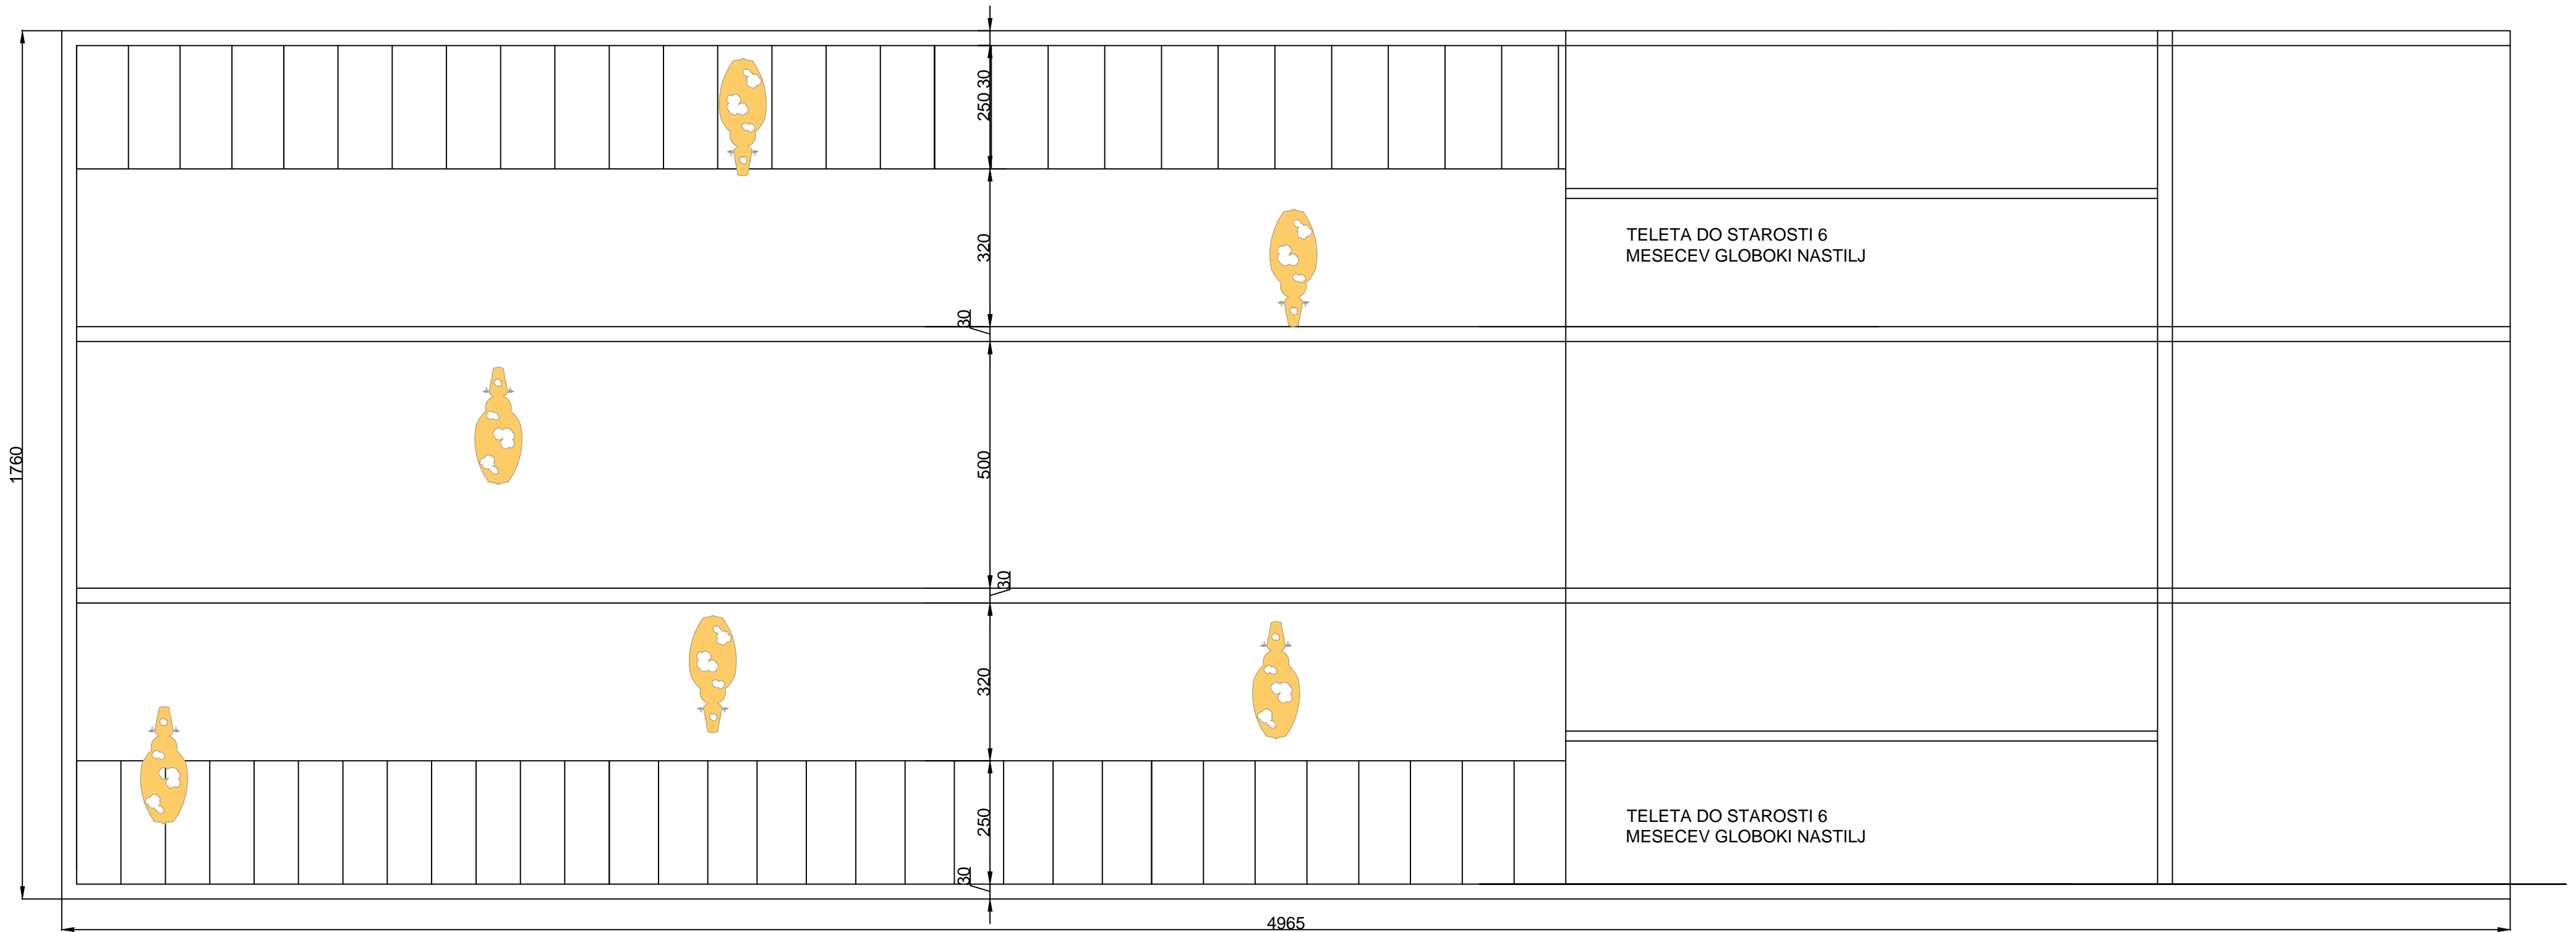 30
250
320
TELETA DO STAROSTI 6
MESECEV GLOBOKI NASTILJ
30
1760
500
30
320
250
TELETA DO STAROSTI 6
MESECEV GLOBOKI NASTILJ
30
4965